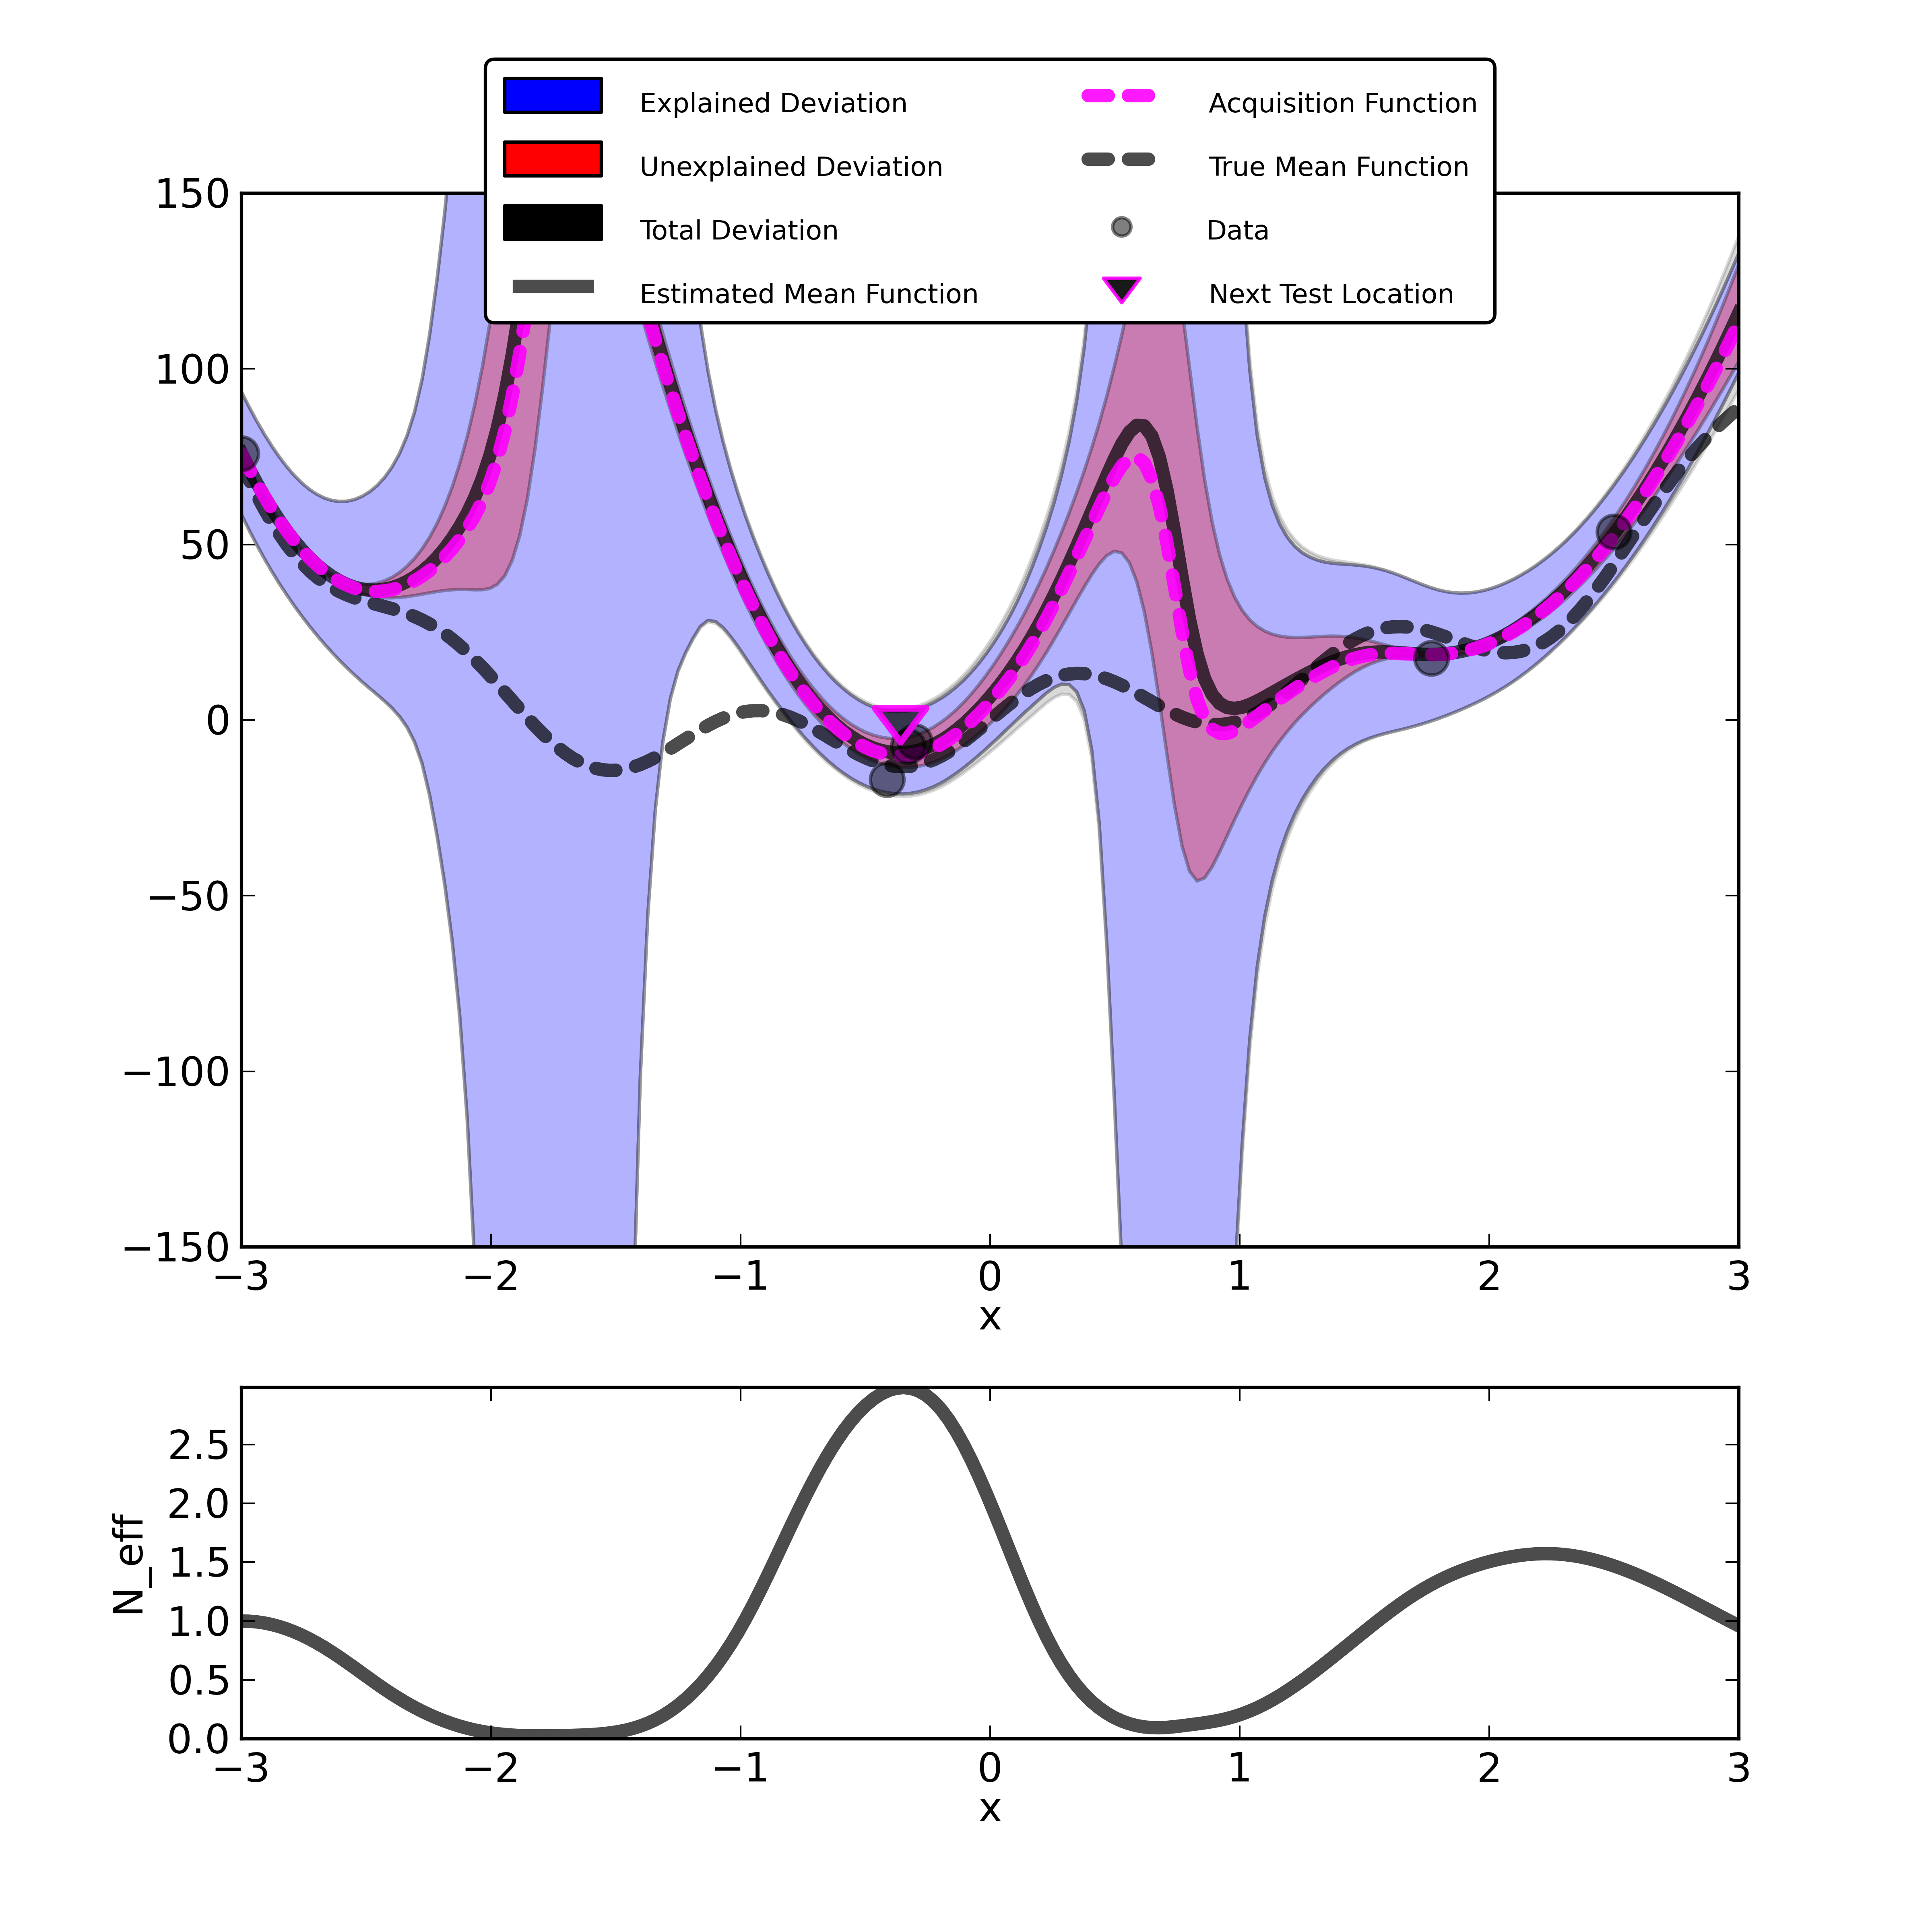 Explained Deviation
Unexplained Deviation
Total Deviation
Estimated Mean Function
Acquisition Function
True Mean Function
Data
Next Test Location
150
100
50
0
−50
−100
−150
−3 −2 −1 0 1 2 3
x
N_eff
2.5
2.0
1.5
1.0
0.5
0.0
−3 −2 −1 0 1 2 3
x